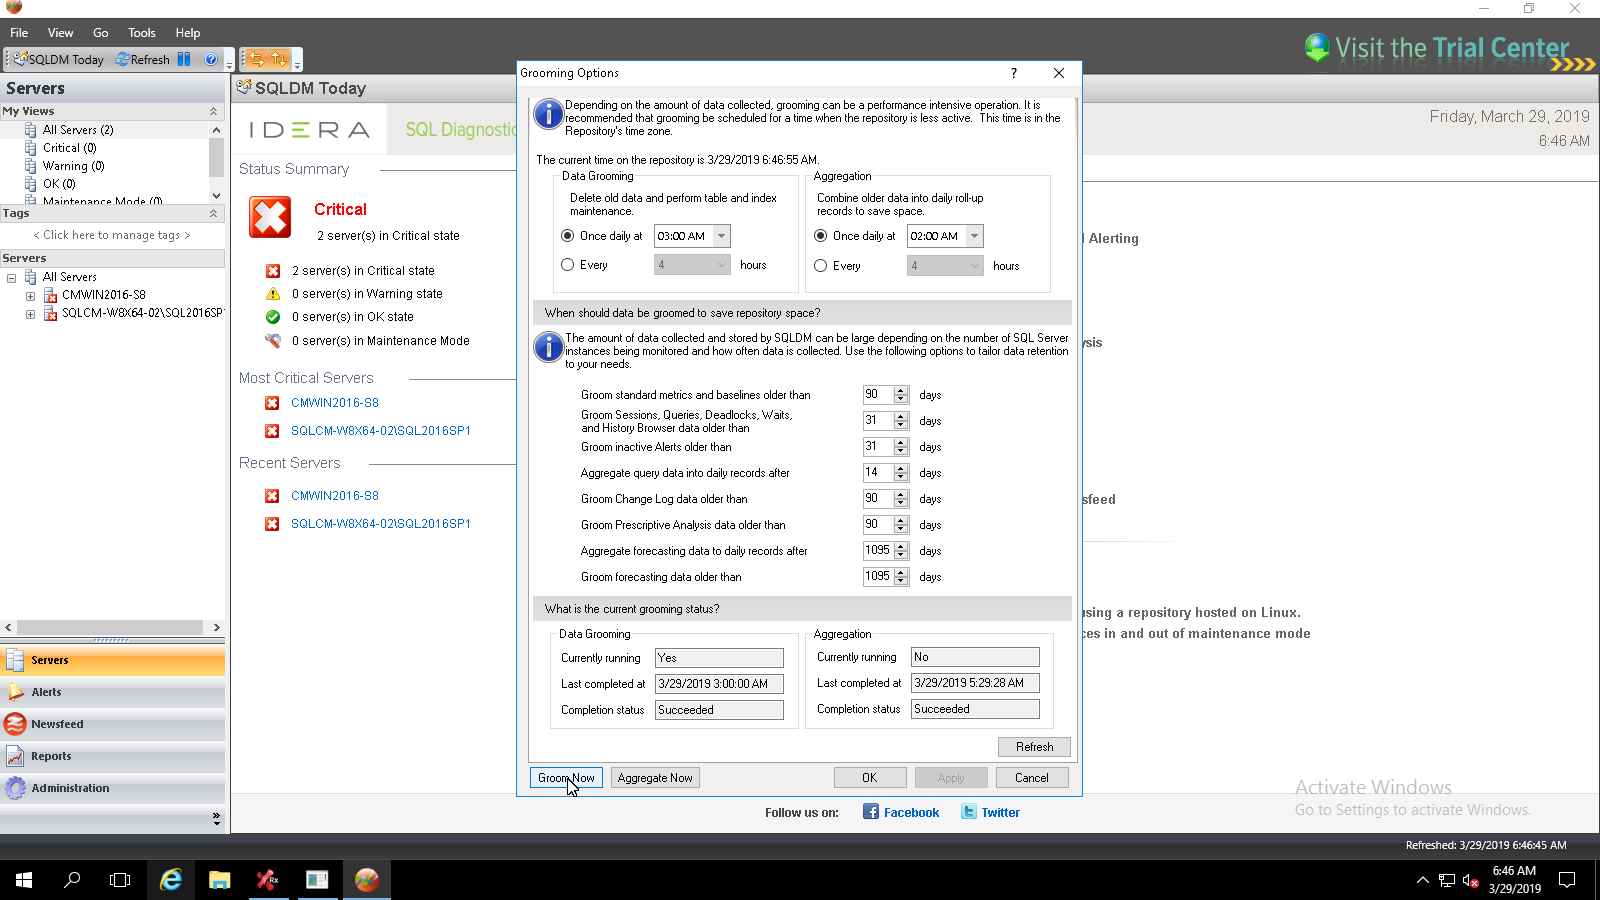 File View Go Tools Help
Visit the Trial Center
SQLDM Today Refresh
Servers
My Views
All Servers (2)
Critical (0)
Warning (0)
OK (0)
Maintenance Mode (0)
Tags
< Click here to manage tags >
Servers
All Servers
CMWIN2016-S8
SQLCM-W8X64-02\SQL2016SP
Servers
Alerts
Newsfeed
Reports
Administration
SQLDM Today
IDERA SQL Diagnostic
Friday, March 29, 2019
6:46 AM
Status Summary
Critical
2 server(s) in Critical state
2 server(s) in Critical state
0 server(s) in Warning state
0 server(s) in OK state
0 server(s) in Maintenance Mode
Most Critical Servers
CMWIN2016-S8
SQLCM-W8X64-02\SQL2016SP1
Recent Servers
CMWIN2016-S8
SQLCM-W8X64-02\SQL2016SP1
Grooming Options ?
Depending on the amount of data collected, grooming can be a performance intensive operation. It is
recommended that grooming be scheduled for a time when the repository is less active. This time is in the
Repository's time zone.
The current time on the repository is 3/29/2019 6:46:55 AM.
Data Grooming
Delete old data and perform table and index
maintenance.
Once daily at 03:00 AM
Every 4 hours
Aggregation
Combine older data into daily roll-up
records to save space.
Once daily at 02:00 AM
Every 4 hours
When should data be groomed to save repository space?
The amount of data collected and stored by SQLDM can be large depending on the number of SQL Server
instances being monitored and how often data is collected. Use the following options to tailor data retention
to your needs.
Groom standard metrics and baselines older than 90 days
Groom Sessions, Queries, Deadlocks, Waits,
and History Browser data older than 31 days
Groom inactive Alerts older than 31 days
Aggregate query data into daily records after 14 days
Groom Change Log data older than 90 days
Groom Prescriptive Analysis data older than 90 days
Aggregate forecasting data to daily records after 1095 days
Groom forecasting data older than 1095 days
What is the current grooming status?
Data Grooming
Currently running Yes
Last completed at 3/29/2019 3:00:00 AM
Completion status Succeeded
Aggregation
Currently running No
Last completed at 3/29/2019 5:29:28 AM
Completion status Succeeded
Refresh
Groom Now Aggregate Now OK Apply Cancel
Alerting
ysis
sfeed
using a repository hosted on Linux.
ces in and out of maintenance mode
Follow us on: Facebook Twitter
Activate Windows
Go to Settings to activate Windows.
Refreshed: 3/29/2019 6:46:45 AM
6:46 AM
3/29/2019